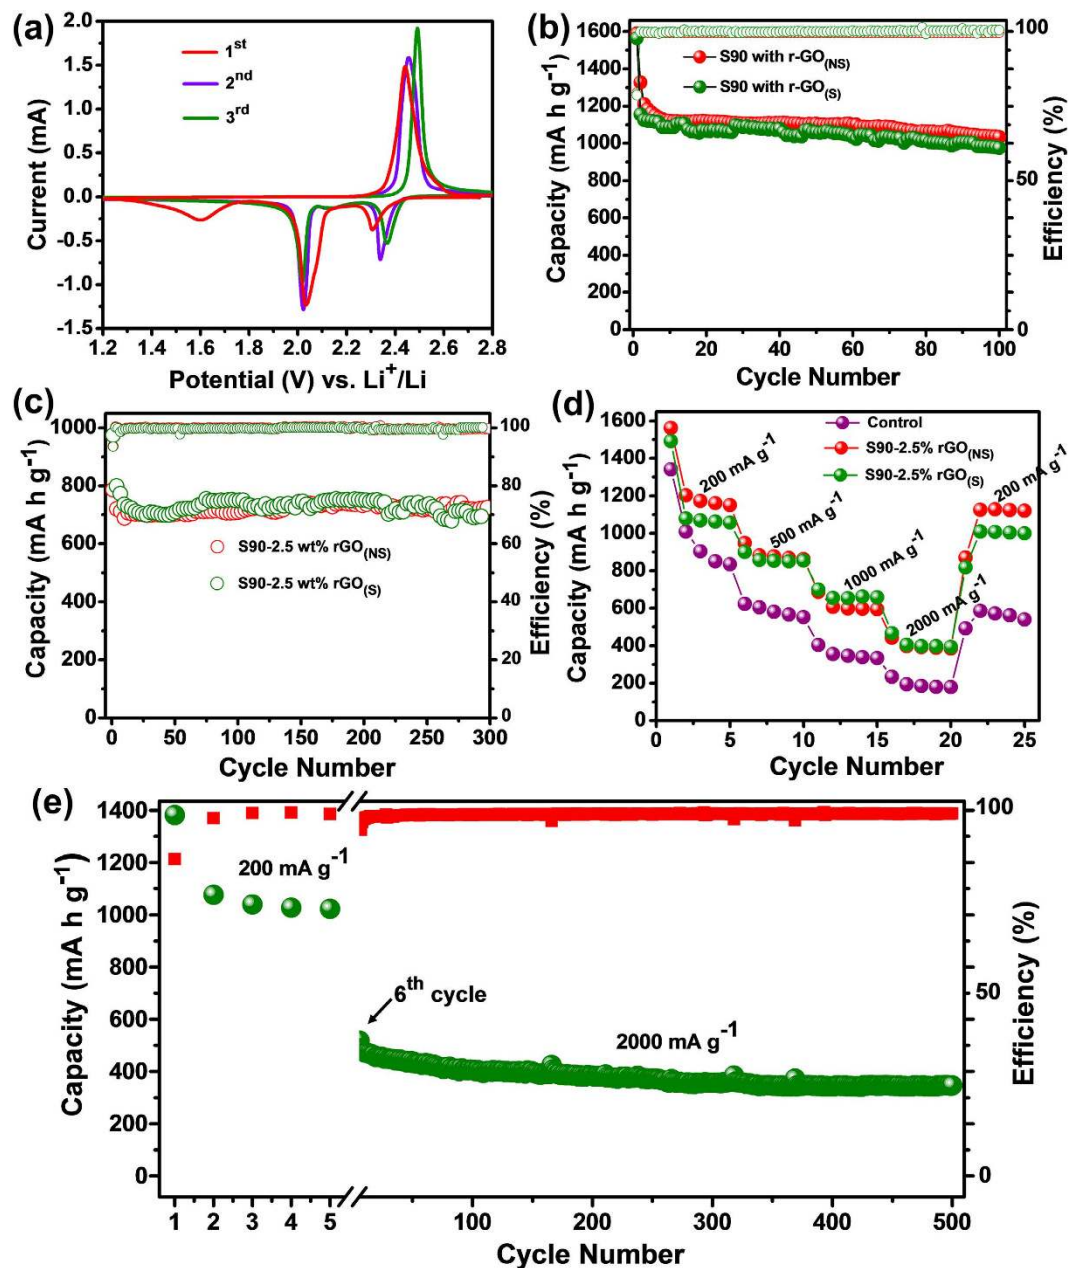 (a)
1st
2nd
3rd
2.0
1.5
1.0
0.5
0.0
-0.5
-1.0
-1.5
Current (mA)
1.2
1.6
2.0
2.4
2.8
Potential (V) vs. Li+/Li
(b)
S90 with r-GO(NS)
S90 with r-GO(S)
1600
1400
1200
1000
800
600
400
200
0
Capacity (mA h g-1)
100
50
0
Efficiency (%)
0
20
40
60
80
100
Cycle Number
(c)
S90-2.5 wt% rGO(NS)
S90-2.5 wt% rGO(S)
1000
800
600
400
200
0
Capacity (mA h g-1)
100
80
60
40
20
0
Efficiency (%)
0
50
100
150
200
250
300
Cycle Number
(d)
Control
S90-2.5% rGO(NS)
S90-2.5% rGO(S)
200 mA g-1
500 mA g-1
1000 mA g-1
2000 mA g-1
200 mA g-1
1600
1400
1200
1000
800
600
400
200
0
Capacity (mA h g-1)
0
5
10
15
20
25
Cycle Number
(e)
200 mA g-1
6th cycle
2000 mA g-1
1400
1200
1000
800
600
400
200
0
Capacity (mA h g-1)
100
50
0
Efficiency (%)
1
2
3
4
5
100
200
300
400
500
Cycle Number